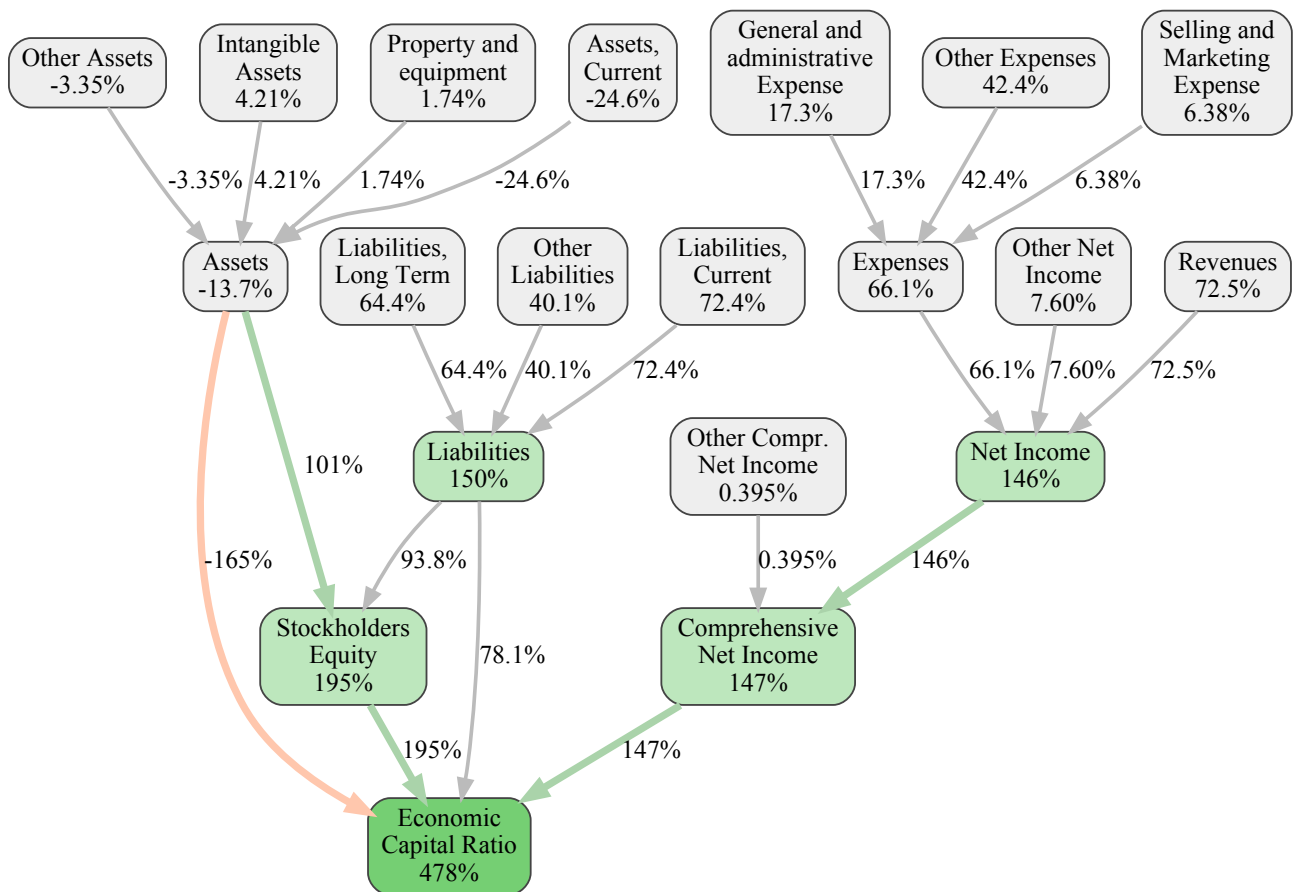 Other Assets
-3.35%
Intangible
Assets
4.21%
Property and
equipment
1.74%
Assets,
Current
-24.6%
General and
administrative
Expense
17.3%
Other Expenses
42.4%
Selling and
Marketing
Expense
6.38%
-3.35%
4.21%
1.74%
-24.6%
17.3%
42.4%
6.38%
Assets
-13.7%
Liabilities,
Long Term
64.4%
Other
Liabilities
40.1%
Liabilities,
Current
72.4%
Expenses
66.1%
Other Net
Income
7.60%
Revenues
72.5%
64.4%
40.1%
72.4%
66.1%
7.60%
72.5%
101%
Liabilities
150%
Other Compr.
Net Income
0.395%
Net Income
146%
-165%
93.8%
0.395%
146%
Stockholders
Equity
195%
78.1%
Comprehensive
Net Income
147%
195%
147%
Economic
Capital Ratio
478%